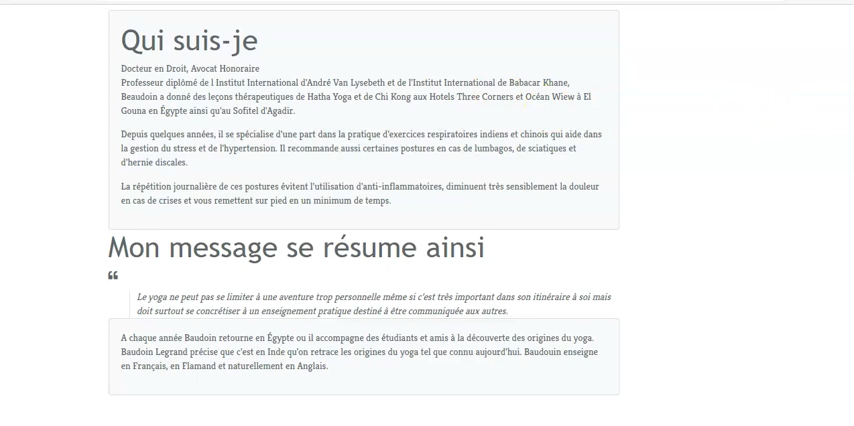 Qui suis-je
Docteur en Droit, Avocat Honoraire
Professeur diplômé de l Institut International d'André Van Lysebeth et de l'Institut International de Babacar Khane,
Beaudoin a donné des leçons thérapeutiques de Hatha Yoga et de Chi Kong aux Hotels Three Corners et Océan Wiew à El
Gouna en Égypte ainsi qu'au Sofitel d'Agadir.
Depuis quelques années, il se spécialise d'une part dans la pratique d'exercices respiratoires indiens et chinois qui aide dans
la gestion du stress et de l'hypertension. Il recommande aussi certaines postures en cas de lumbagos, de sciatiques et
d'hernie discales.
La répétition journalière de ces postures évitent l'utilisation d'anti-inflammatoires, diminuent très sensiblement la douleur
en cas de crises et vous remettent sur pied en un minimum de temps.
Mon message se résume ainsi
“
Le yoga ne peut pas se limiter à une aventure trop personnelle même si c'est très important dans son itinéraire à soi mais
doit surtout se concrétiser à un enseignement pratique destiné à être communiquée aux autres.
A chaque année Baudoin retourne en Égypte ou il accompagne des étudiants et amis à la découverte des origines du yoga.
Baudoin Legrand précise que c'est en Inde qu'on retrace les origines du yoga tel que connu aujourd'hui. Baudouin enseigne
en Français, en Flamand et naturellement en Anglais.